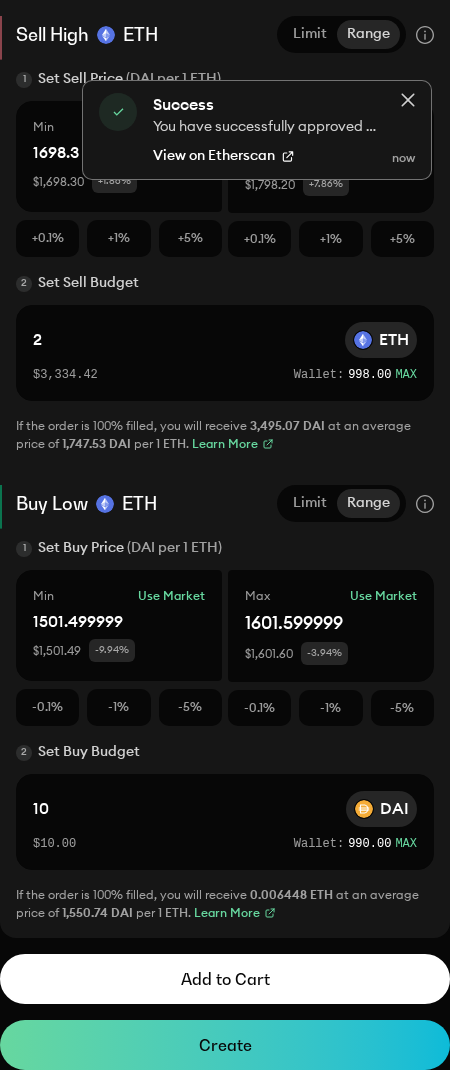 Sell High ETH Limit Range
1 Set Sell Price (DAI per 1 ETH)
Success
You have successfully approved ...
View on Etherscan
now
Min
1698.3
$1,698.30 +1.85% $1,798.20 +7.86%
+0.1% +1% +5% +0.1% +1% +5%
2 Set Sell Budget
2 ETH
$3,334.42 Wallet: 998.00 MAX
If the order is 100% filled, you will receive 3,495.07 DAI at an average
price of 1,747.53 DAI per 1 ETH. Learn More
Buy Low ETH Limit Range
1 Set Buy Price (DAI per 1 ETH)
Min Use Market Max Use Market
1501.499999 1601.599999
$1,501.49 -9.94% $1,601.60 -3.94%
-0.1% -1% -5% -0.1% -1% -5%
2 Set Buy Budget
10 DAI
$10.00 Wallet: 990.00 MAX
If the order is 100% filled, you will receive 0.006448 ETH at an average
price of 1,550.74 DAI per 1 ETH. Learn More
Add to Cart
Create